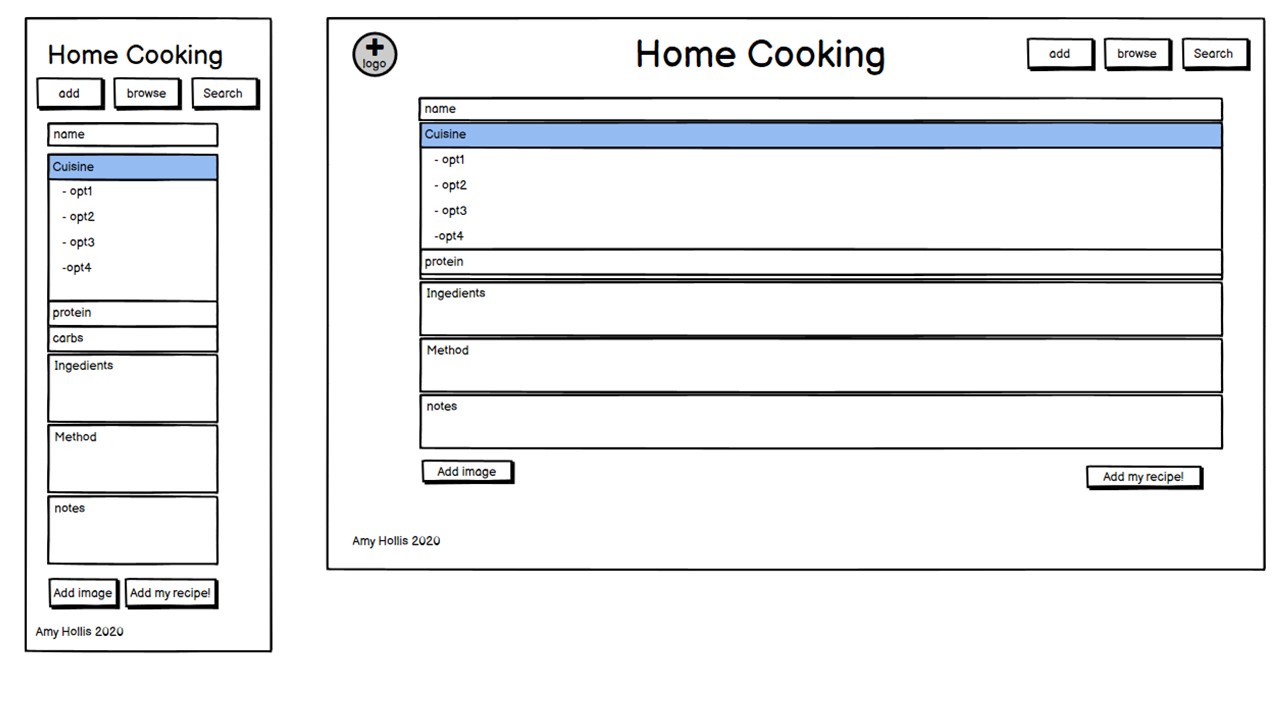 Home Cooking
add browse Search
name
Cuisine
- opt1
- opt2
- opt3
-opt4
protein
carbs
Ingedients
Method
notes
Add image Add my recipe!
Amy Hollis 2020
logo
Home Cooking
add browse Search
name
Cuisine
- opt1
- opt2
- opt3
-opt4
protein
Ingedients
Method
notes
Add image
Add my recipe!
Amy Hollis 2020